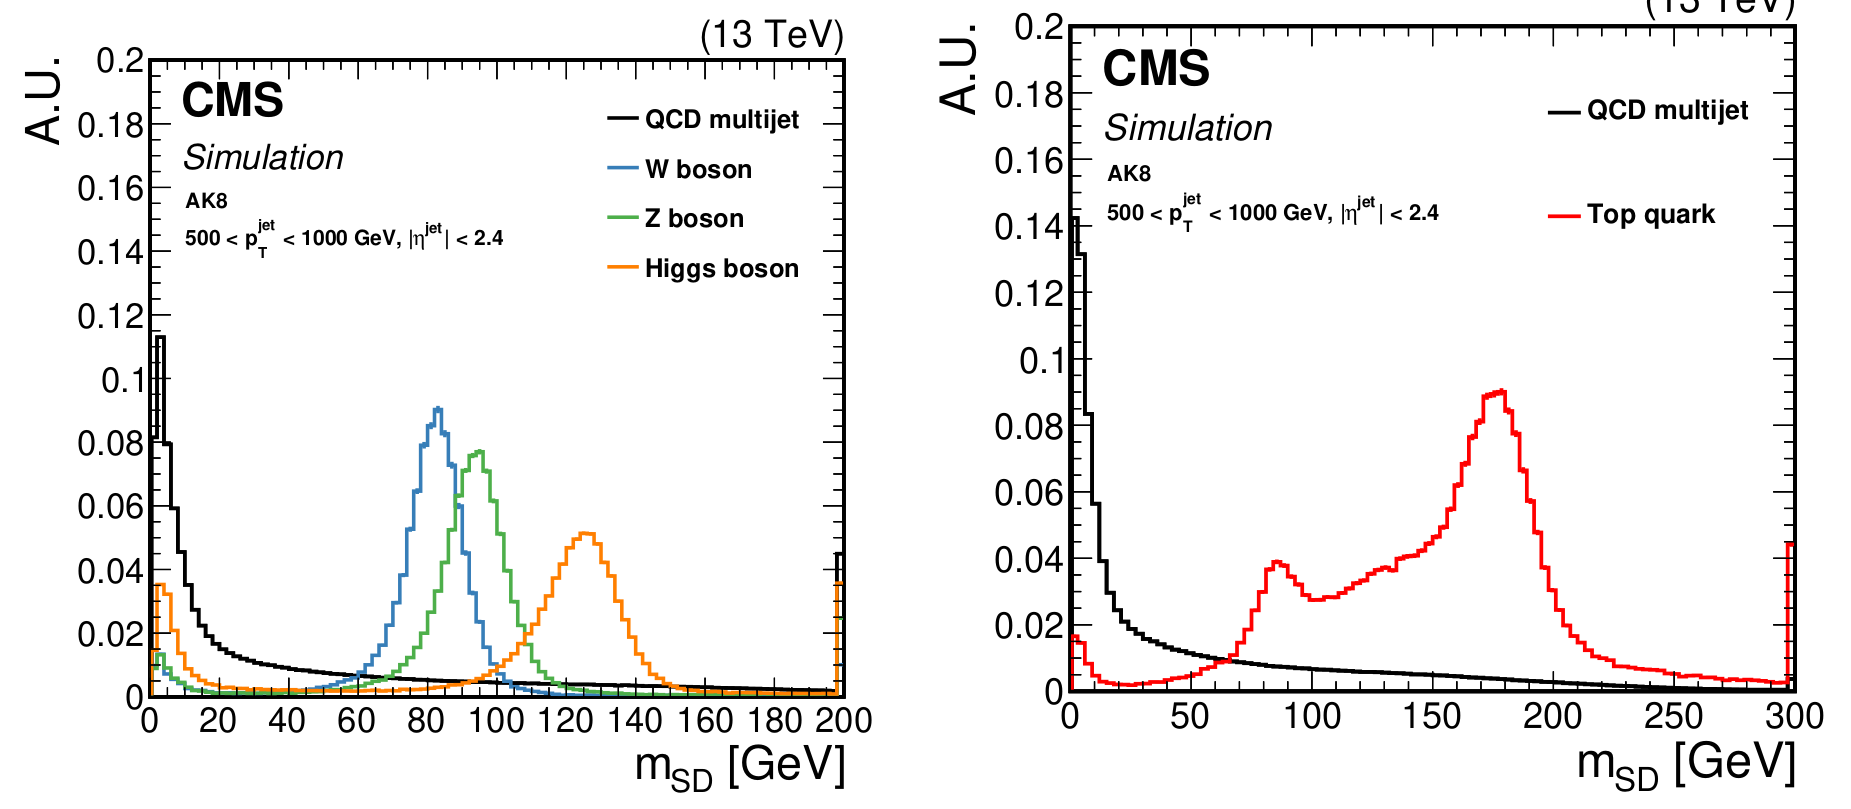 (13 TeV)
A.U.
0.2
0.18
0.16
0.14
0.12
0.1
0.08
0.06
0.04
0.02
0
CMS
Simulation
AK8
500 < p_T^jet < 1000 GeV, |η^jet| < 2.4
QCD multijet
W boson
Z boson
Higgs boson
0 20 40 60 80 100 120 140 160 180 200
m_SD [GeV]
(13 TeV)
A.U.
0.2
0.18
0.16
0.14
0.12
0.1
0.08
0.06
0.04
0.02
0
CMS
Simulation
AK8
500 < p_T^jet < 1000 GeV, |η^jet| < 2.4
QCD multijet
Top quark
0 50 100 150 200 250 300
m_SD [GeV]